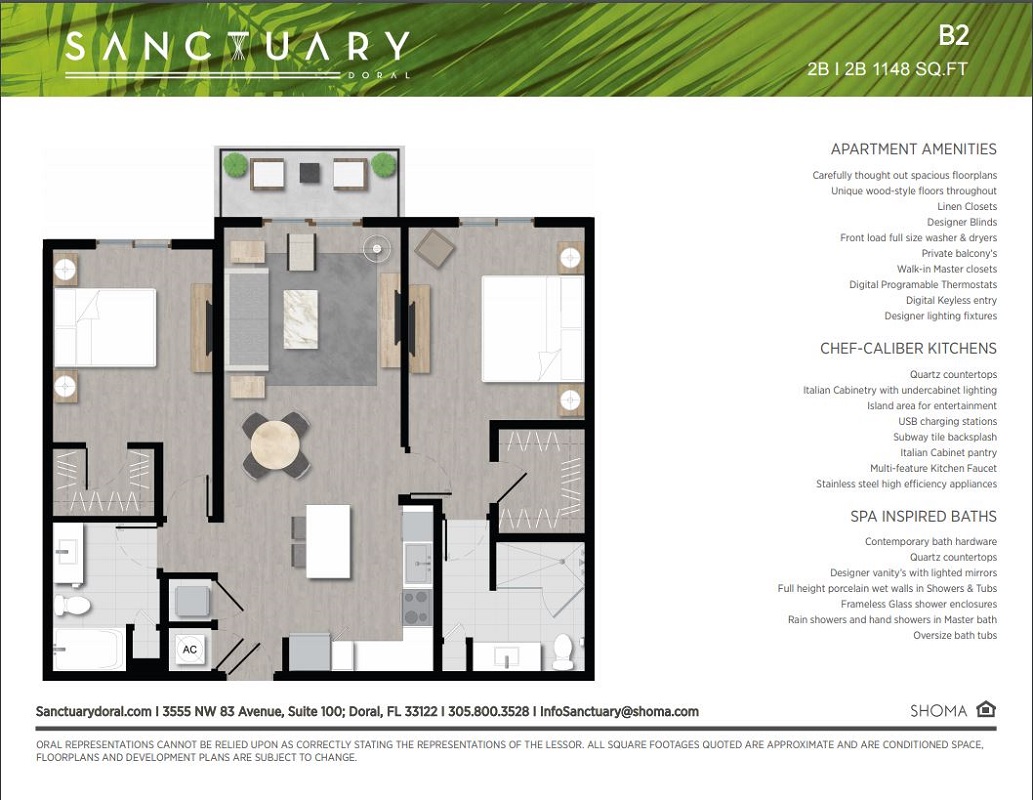 SANCTUARY
DORAL
B2
2B I 2B 1148 SQ.FT
APARTMENT AMENITIES
Carefully thought out spacious floorplans
Unique wood-style floors throughout
Linen Closets
Designer Blinds
Front load full size washer & dryers
Private balcony's
Walk-in Master closets
Digital Programable Thermostats
Digital Keyless entry
Designer lighting fixtures
CHEF-CALIBER KITCHENS
Quartz countertops
Italian Cabinetry with undercabinet lighting
Island area for entertainment
USB charging stations
Subway tile backsplash
Italian Cabinet pantry
Multi-feature Kitchen Faucet
Stainless steel high efficiency appliances
SPA INSPIRED BATHS
Contemporary bath hardware
Quartz countertops
Designer vanity's with lighted mirrors
Full height porcelain wet walls in Showers & Tubs
Frameless Glass shower enclosures
Rain showers and hand showers in Master bath
Oversize bath tubs
AC
Sanctuarydoral.com I 3555 NW 83 Avenue, Suite 100; Doral, FL 33122 I 305.800.3528 I InfoSanctuary@shoma.com
SHOMA
ORAL REPRESENTATIONS CANNOT BE RELIED UPON AS CORRECTLY STATING THE REPRESENTATIONS OF THE LESSOR. ALL SQUARE FOOTAGES QUOTED ARE APPROXIMATE AND ARE CONDITIONED SPACE,
FLOORPLANS AND DEVELOPMENT PLANS ARE SUBJECT TO CHANGE.